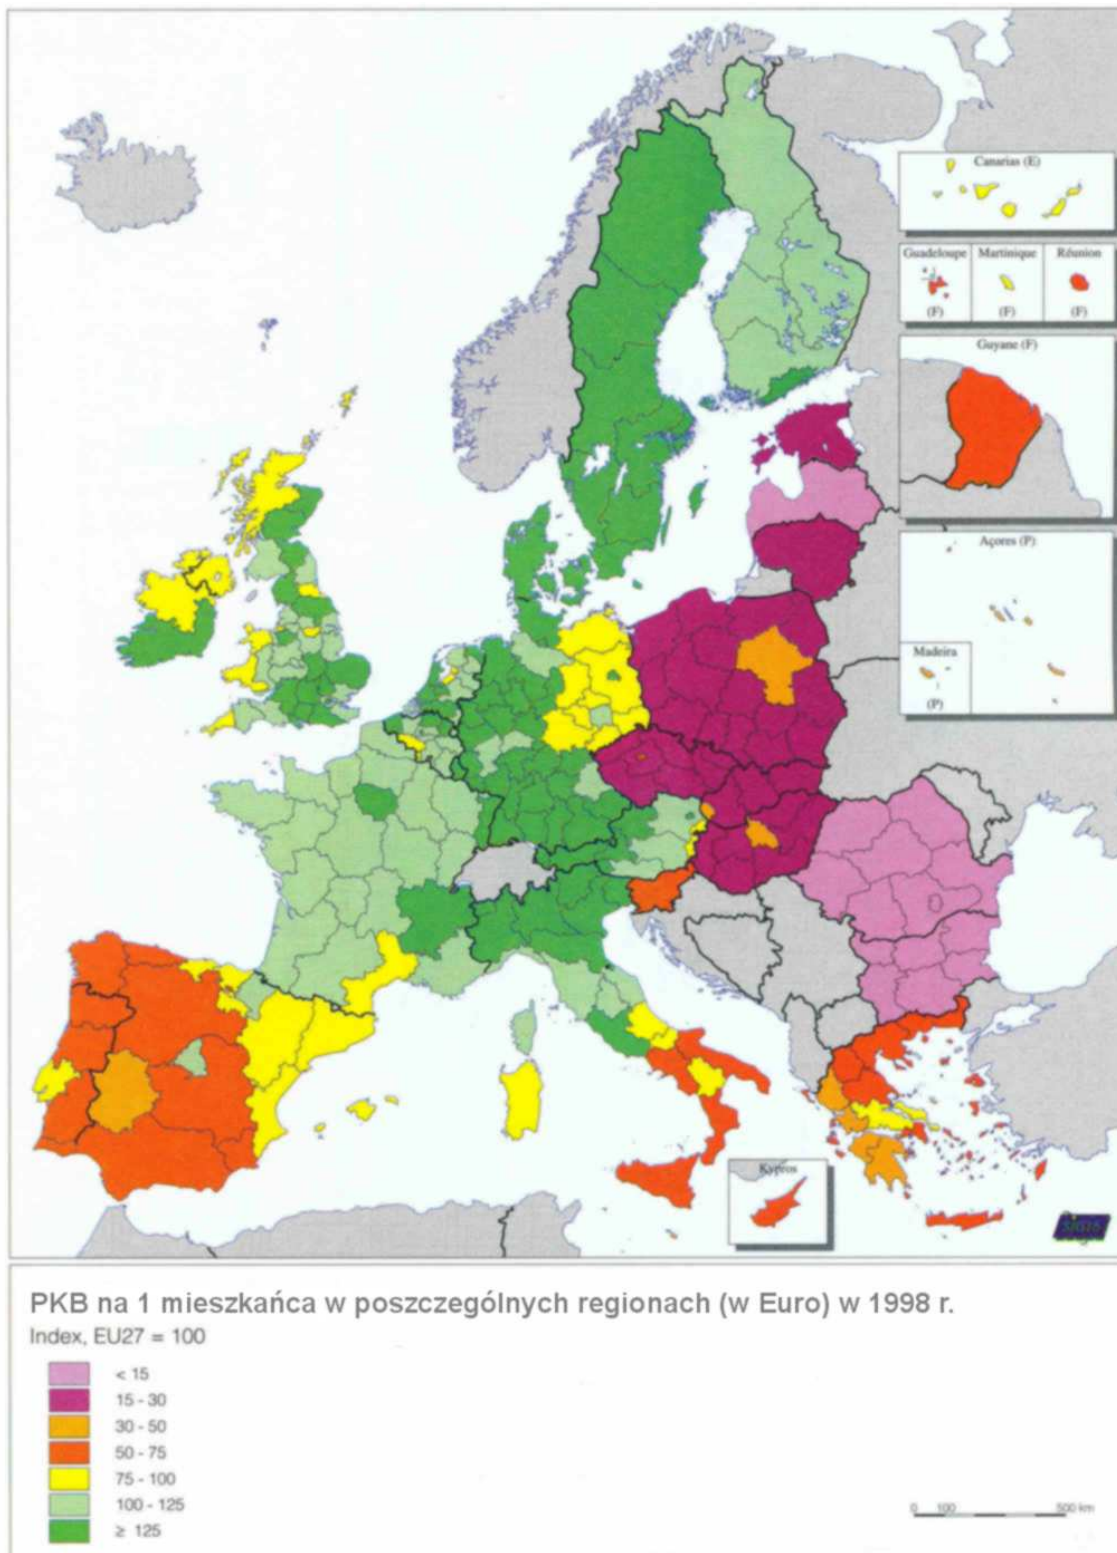 Canarias (E)
Guadeloupe
Martinique
Réunion
(F)
(F)
(F)
Guyane (F)
Açores (P)
Madeira
(P)
Kypros
PKB na 1 mieszkańca w poszczególnych regionach (w Euro) w 1998 r.
Index, EU27 = 100
< 15
15 - 30
30 - 50
50 - 75
75 - 100
100 - 125
≥ 125
0 100 500 km